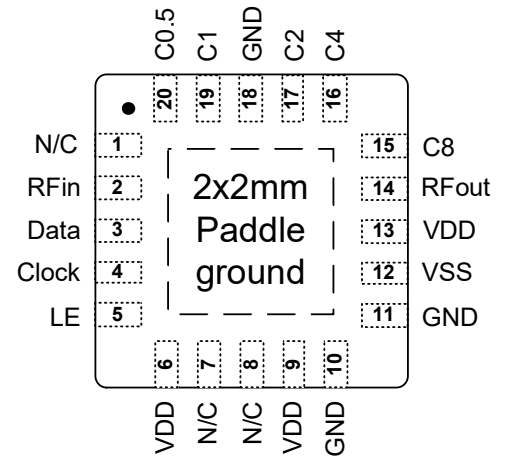 C0.5 C1 GND C2 C4
20 19 18 17 16
N/C 1 15 C8
RFin 2 14 RFout
Data 3 13 VDD
Clock 4 12 VSS
LE 5 11 GND
2x2mm
Paddle
ground
6 7 8 9 10
VDD N/C N/C VDD GND